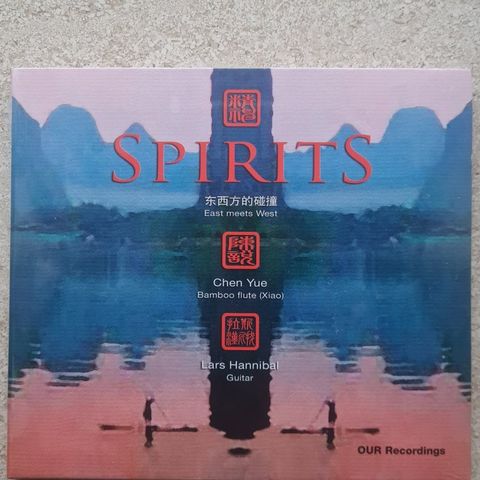 SPIRITS
东西方的碰撞
East meets West
Chen Yue
Bamboo flute (Xiao)
Lars Hannibal
Guitar
OUR Recordings